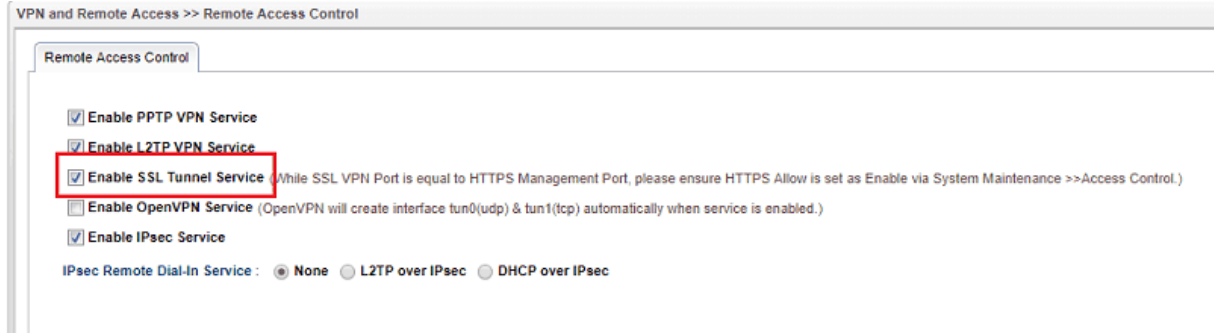 VPN and Remote Access >> Remote Access Control
Remote Access Control
Enable PPTP VPN Service
Enable L2TP VPN Service
Enable SSL Tunnel Service (While SSL VPN Port is equal to HTTPS Management Port, please ensure HTTPS Allow is set as Enable via System Maintenance >>Access Control.)
Enable OpenVPN Service (OpenVPN will create interface tun0(udp) & tun1(tcp) automatically when service is enabled.)
Enable IPsec Service
IPsec Remote Dial-In Service : None L2TP over IPsec DHCP over IPsec